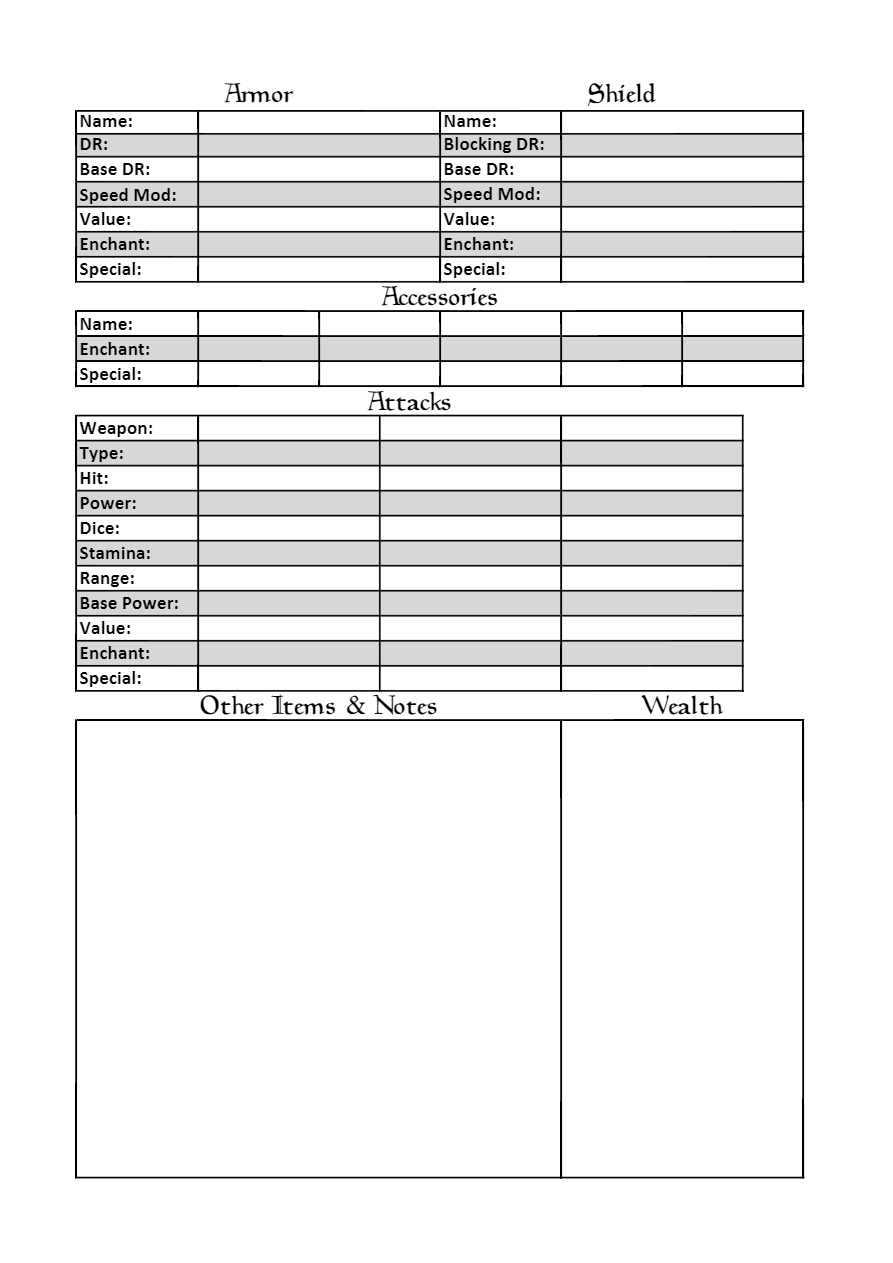 Armor Shield
Name: Name:
DR: Blocking DR:
Base DR: Base DR:
Speed Mod: Speed Mod:
Value: Value:
Enchant: Enchant:
Special: Special:
Accessories
Name:
Enchant:
Special:
Attacks
Weapon:
Type:
Hit:
Power:
Dice:
Stamina:
Range:
Base Power:
Value:
Enchant:
Special:
Other Items & Notes Wealth